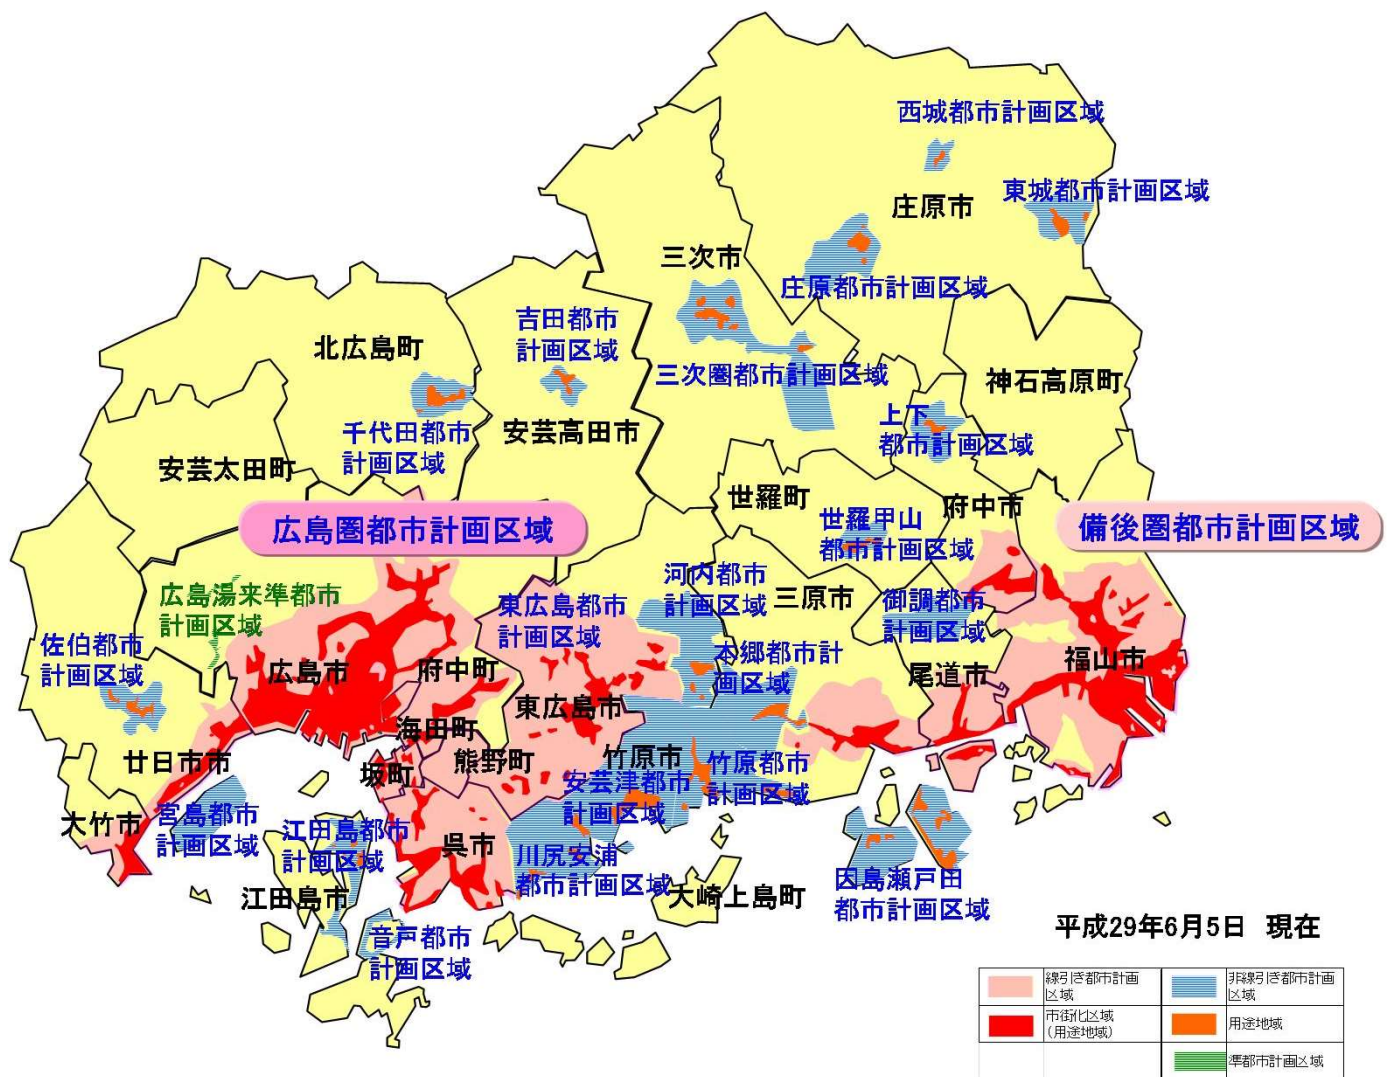 西城都市計画区域
東城都市計画区域
庄原市
三次市
庄原都市計画区域
吉田都市
計画区域
北広島町
三次圏都市計画区域
神石高原町
上下
都市計画区域
千代田都市
計画区域
安芸高田市
安芸太田町
世羅町
府中市
世羅甲山
都市計画区域
広島圏都市計画区域
備後圏都市計画区域
河内都市
計画区域
三原市
御調都市
計画区域
広島湯来準都市
計画区域
東広島都市
計画区域
佐伯都市
計画区域
本郷都市計
画区域
広島市
府中町
尾道市
福山市
東広島市
海田町
廿日市市
坂町
熊野町
竹原市
竹原都市
計画区域
安芸津都市
計画区域
大竹市
宮島都市
計画区域
江田島都市
計画区域
呉市
川尻安浦
都市計画区域
江田島市
大崎上島町
因島瀬戸田
都市計画区域
音戸都市
計画区域
平成29年6月5日 現在
線引き都市計画
区域
非線引き都市計画
区域
市街化区域
(用途地域)
用途地域
準都市計画区域